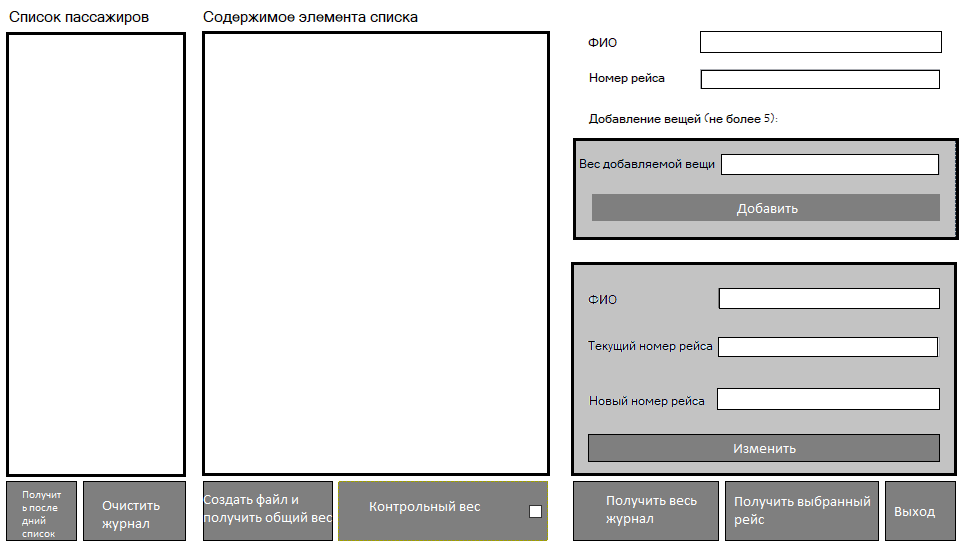 Список пассажиров
Содержимое элемента списка
ФИО
Номер рейса
Добавление вещей (не более 5):
Вес добавляемой вещи
Добавить
ФИО
Текущий номер рейса
Новый номер рейса
Изменить
Получит
ь после
дний
список
Очистить
журнал
Создать файл и
получить общий вес
Контрольный вес
Получить весь
журнал
Получить выбранный
рейс
Выход